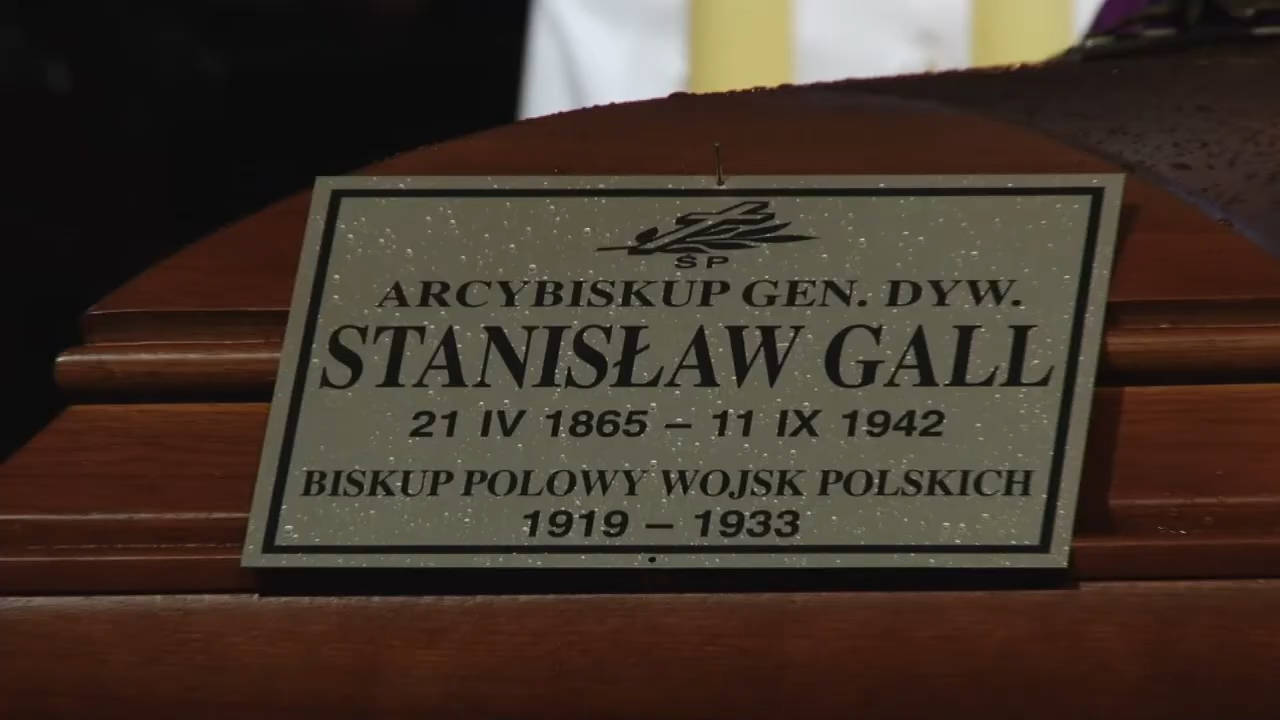 ŚP
ARCYBISKUP GEN. DYW.
STANISŁAW GALL
21 IV 1865 – 11 IX 1942
BISKUP POLOWY WOJSK POLSKICH
1919 – 1933